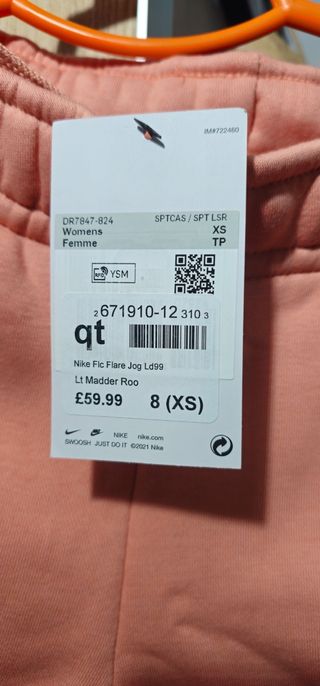 IM#722460
DR7847-824 SPTCAS / SPT LSR
Womens XS
Femme TP
RFID YSM
2 671910-12 310 3
qt
Nike Flc Flare Jog Ld99
Lt Madder Roo
£59.99 8 (XS)
NIKE nike.com
SWOOSH JUST DO IT ©2021 Nike